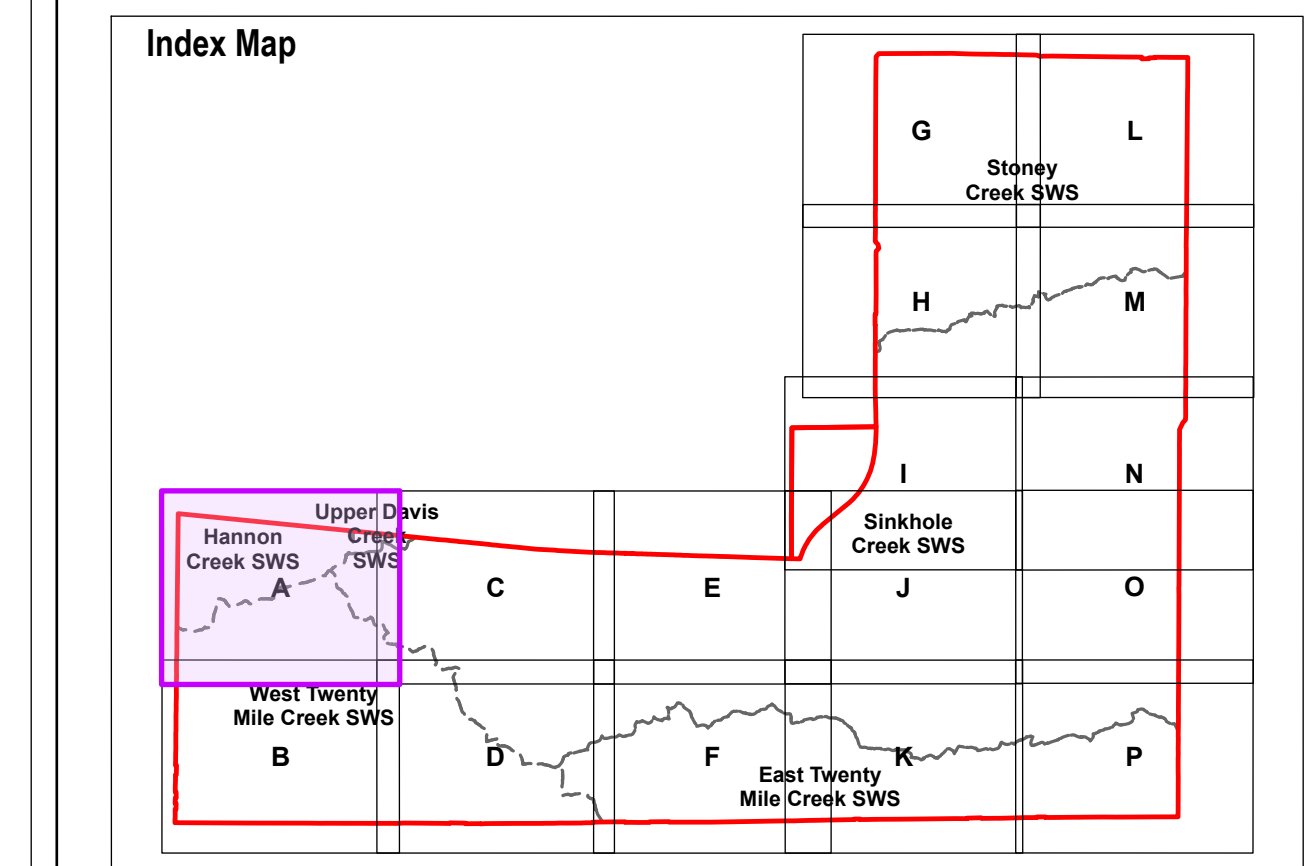 Index Map
G
L
Stoney
Creek SWS
H
M
I
N
Upper Davis
Creek
SWS
Hannon
Creek SWS
Sinkhole
Creek SWS
A
C
E
J
O
West Twenty
Mile Creek SWS
B
D
F
K
P
East Twenty
Mile Creek SWS